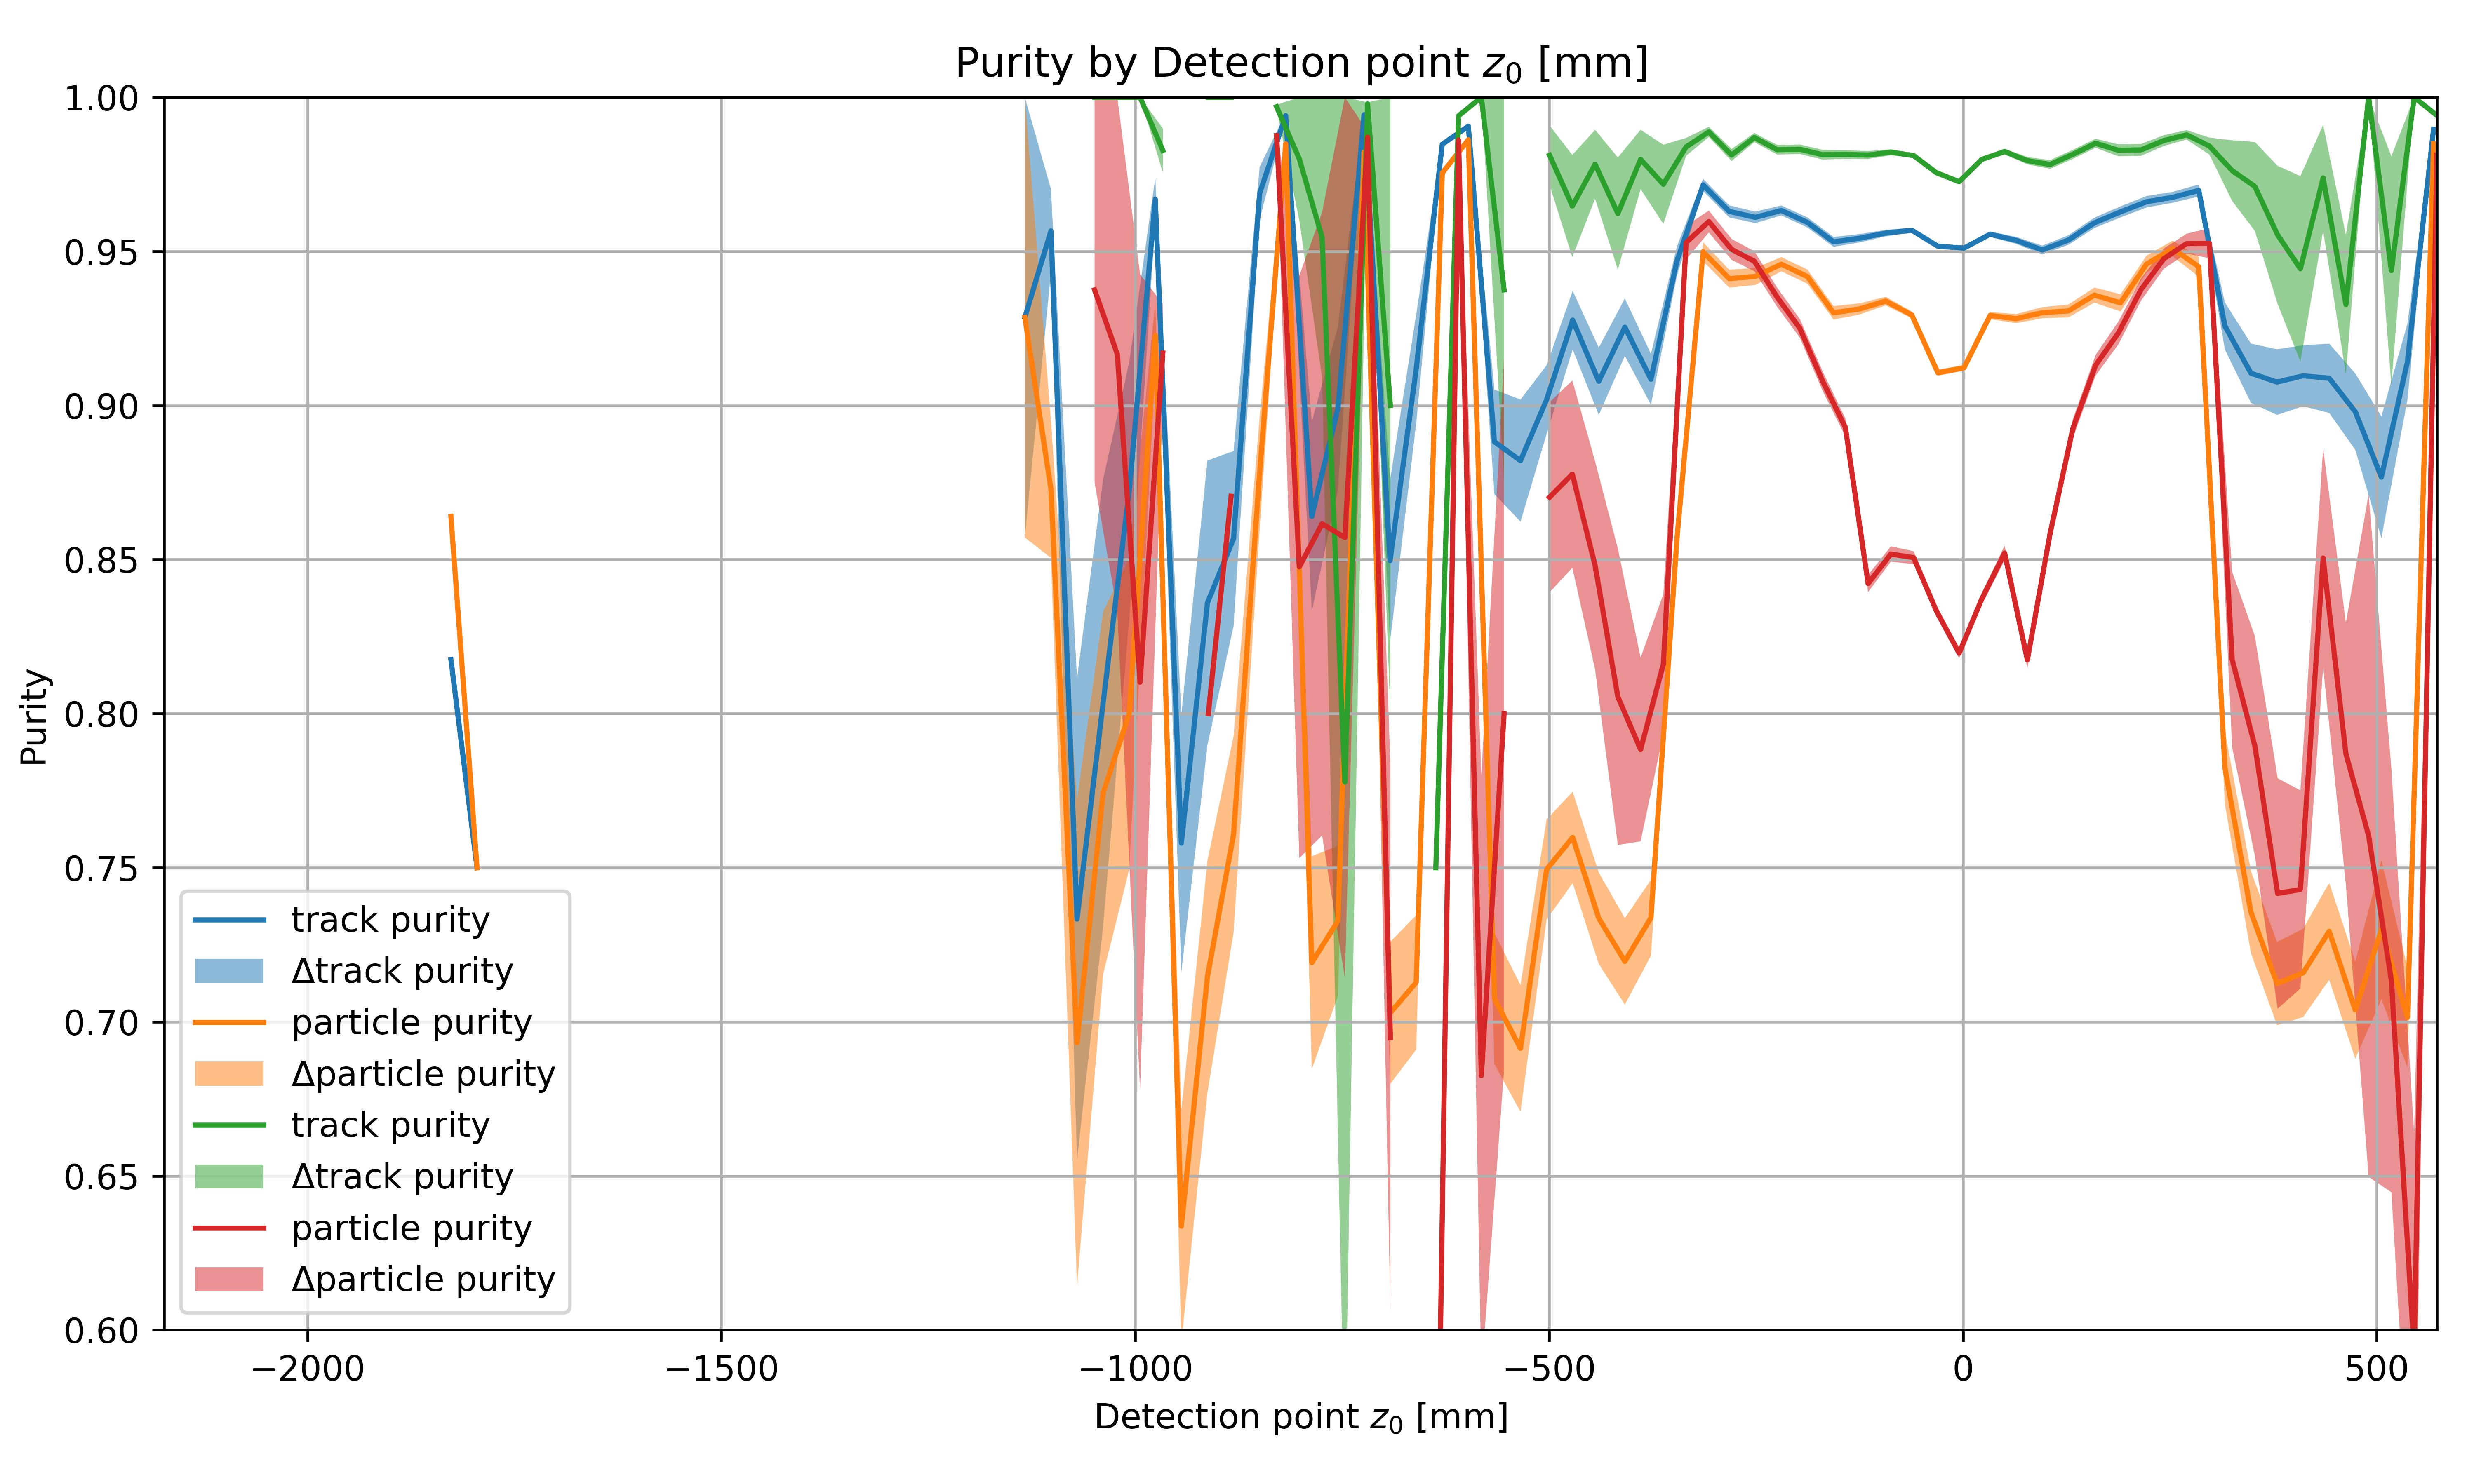 Purity by Detection point z₀ [mm]
1.00
0.95
0.90
0.85
0.80
0.75
0.70
0.65
0.60
Purity
track purity
Δtrack purity
particle purity
Δparticle purity
track purity
Δtrack purity
particle purity
Δparticle purity
−2000 −1500 −1000 −500 0 500
Detection point z₀ [mm]